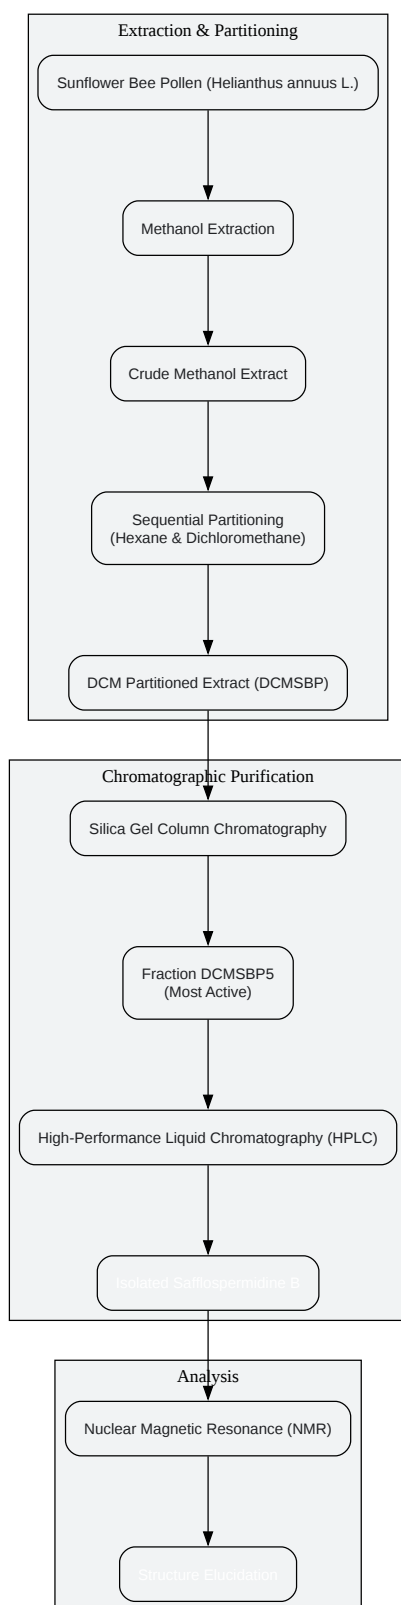 Extraction & Partitioning
Sunflower Bee Pollen (Helianthus annuus L.)
Methanol Extraction
Crude Methanol Extract
Sequential Partitioning
(Hexane & Dichloromethane)
DCM Partitioned Extract (DCMSBP)
Chromatographic Purification
Silica Gel Column Chromatography
Fraction DCMSBP5
(Most Active)
High-Performance Liquid Chromatography (HPLC)
Isolated Safflospermidine B
Analysis
Nuclear Magnetic Resonance (NMR)
Structure Elucidation